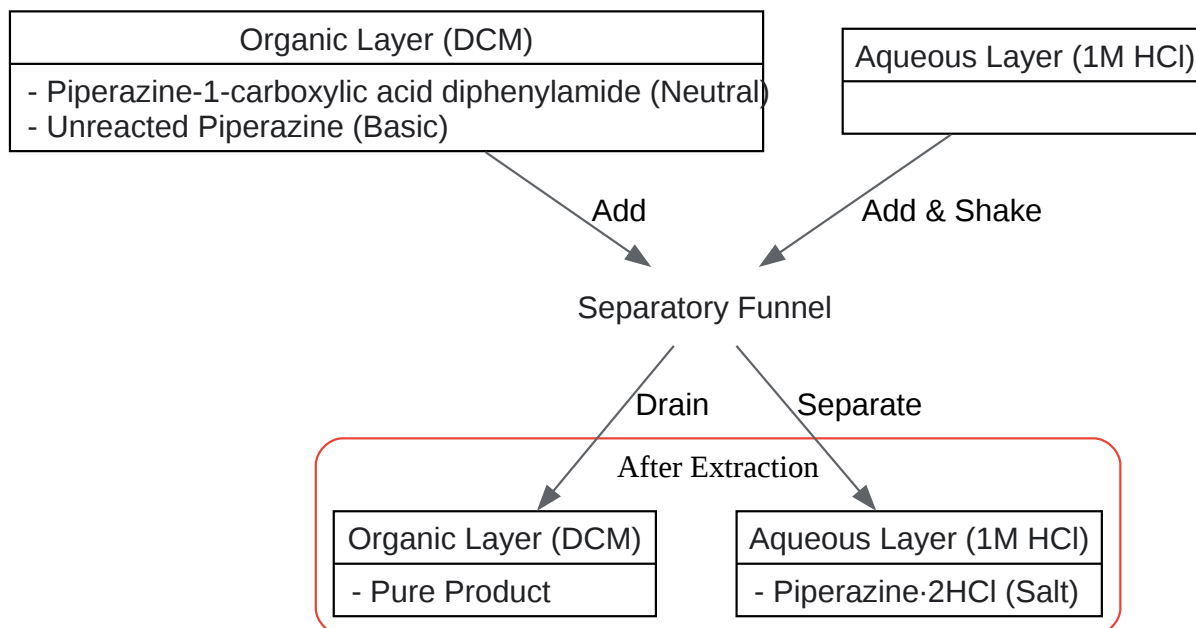 Organic Layer (DCM)
- Piperazine-1-carboxylic acid diphenylamide (Neutral)
- Unreacted Piperazine (Basic)
Aqueous Layer (1M HCl)
Add
Add & Shake
Separatory Funnel
Drain
Separate
After Extraction
Organic Layer (DCM)
- Pure Product
Aqueous Layer (1M HCl)
- Piperazine·2HCl (Salt)